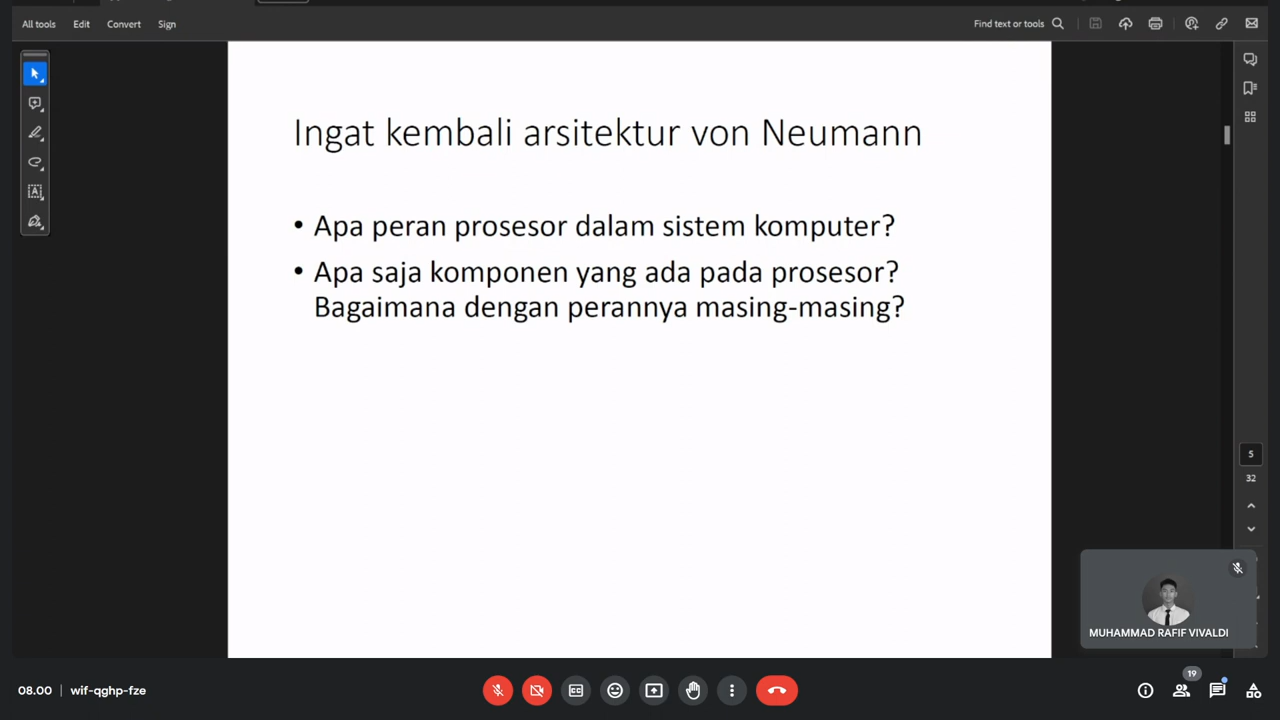 All tools Edit Convert Sign Find text or tools
Ingat kembali arsitektur von Neumann
• Apa peran prosesor dalam sistem komputer?
• Apa saja komponen yang ada pada prosesor?
Bagaimana dengan perannya masing-masing?
5
32
MUHAMMAD RAFIF VIVALDI
19
08.00 | wif-qghp-fze